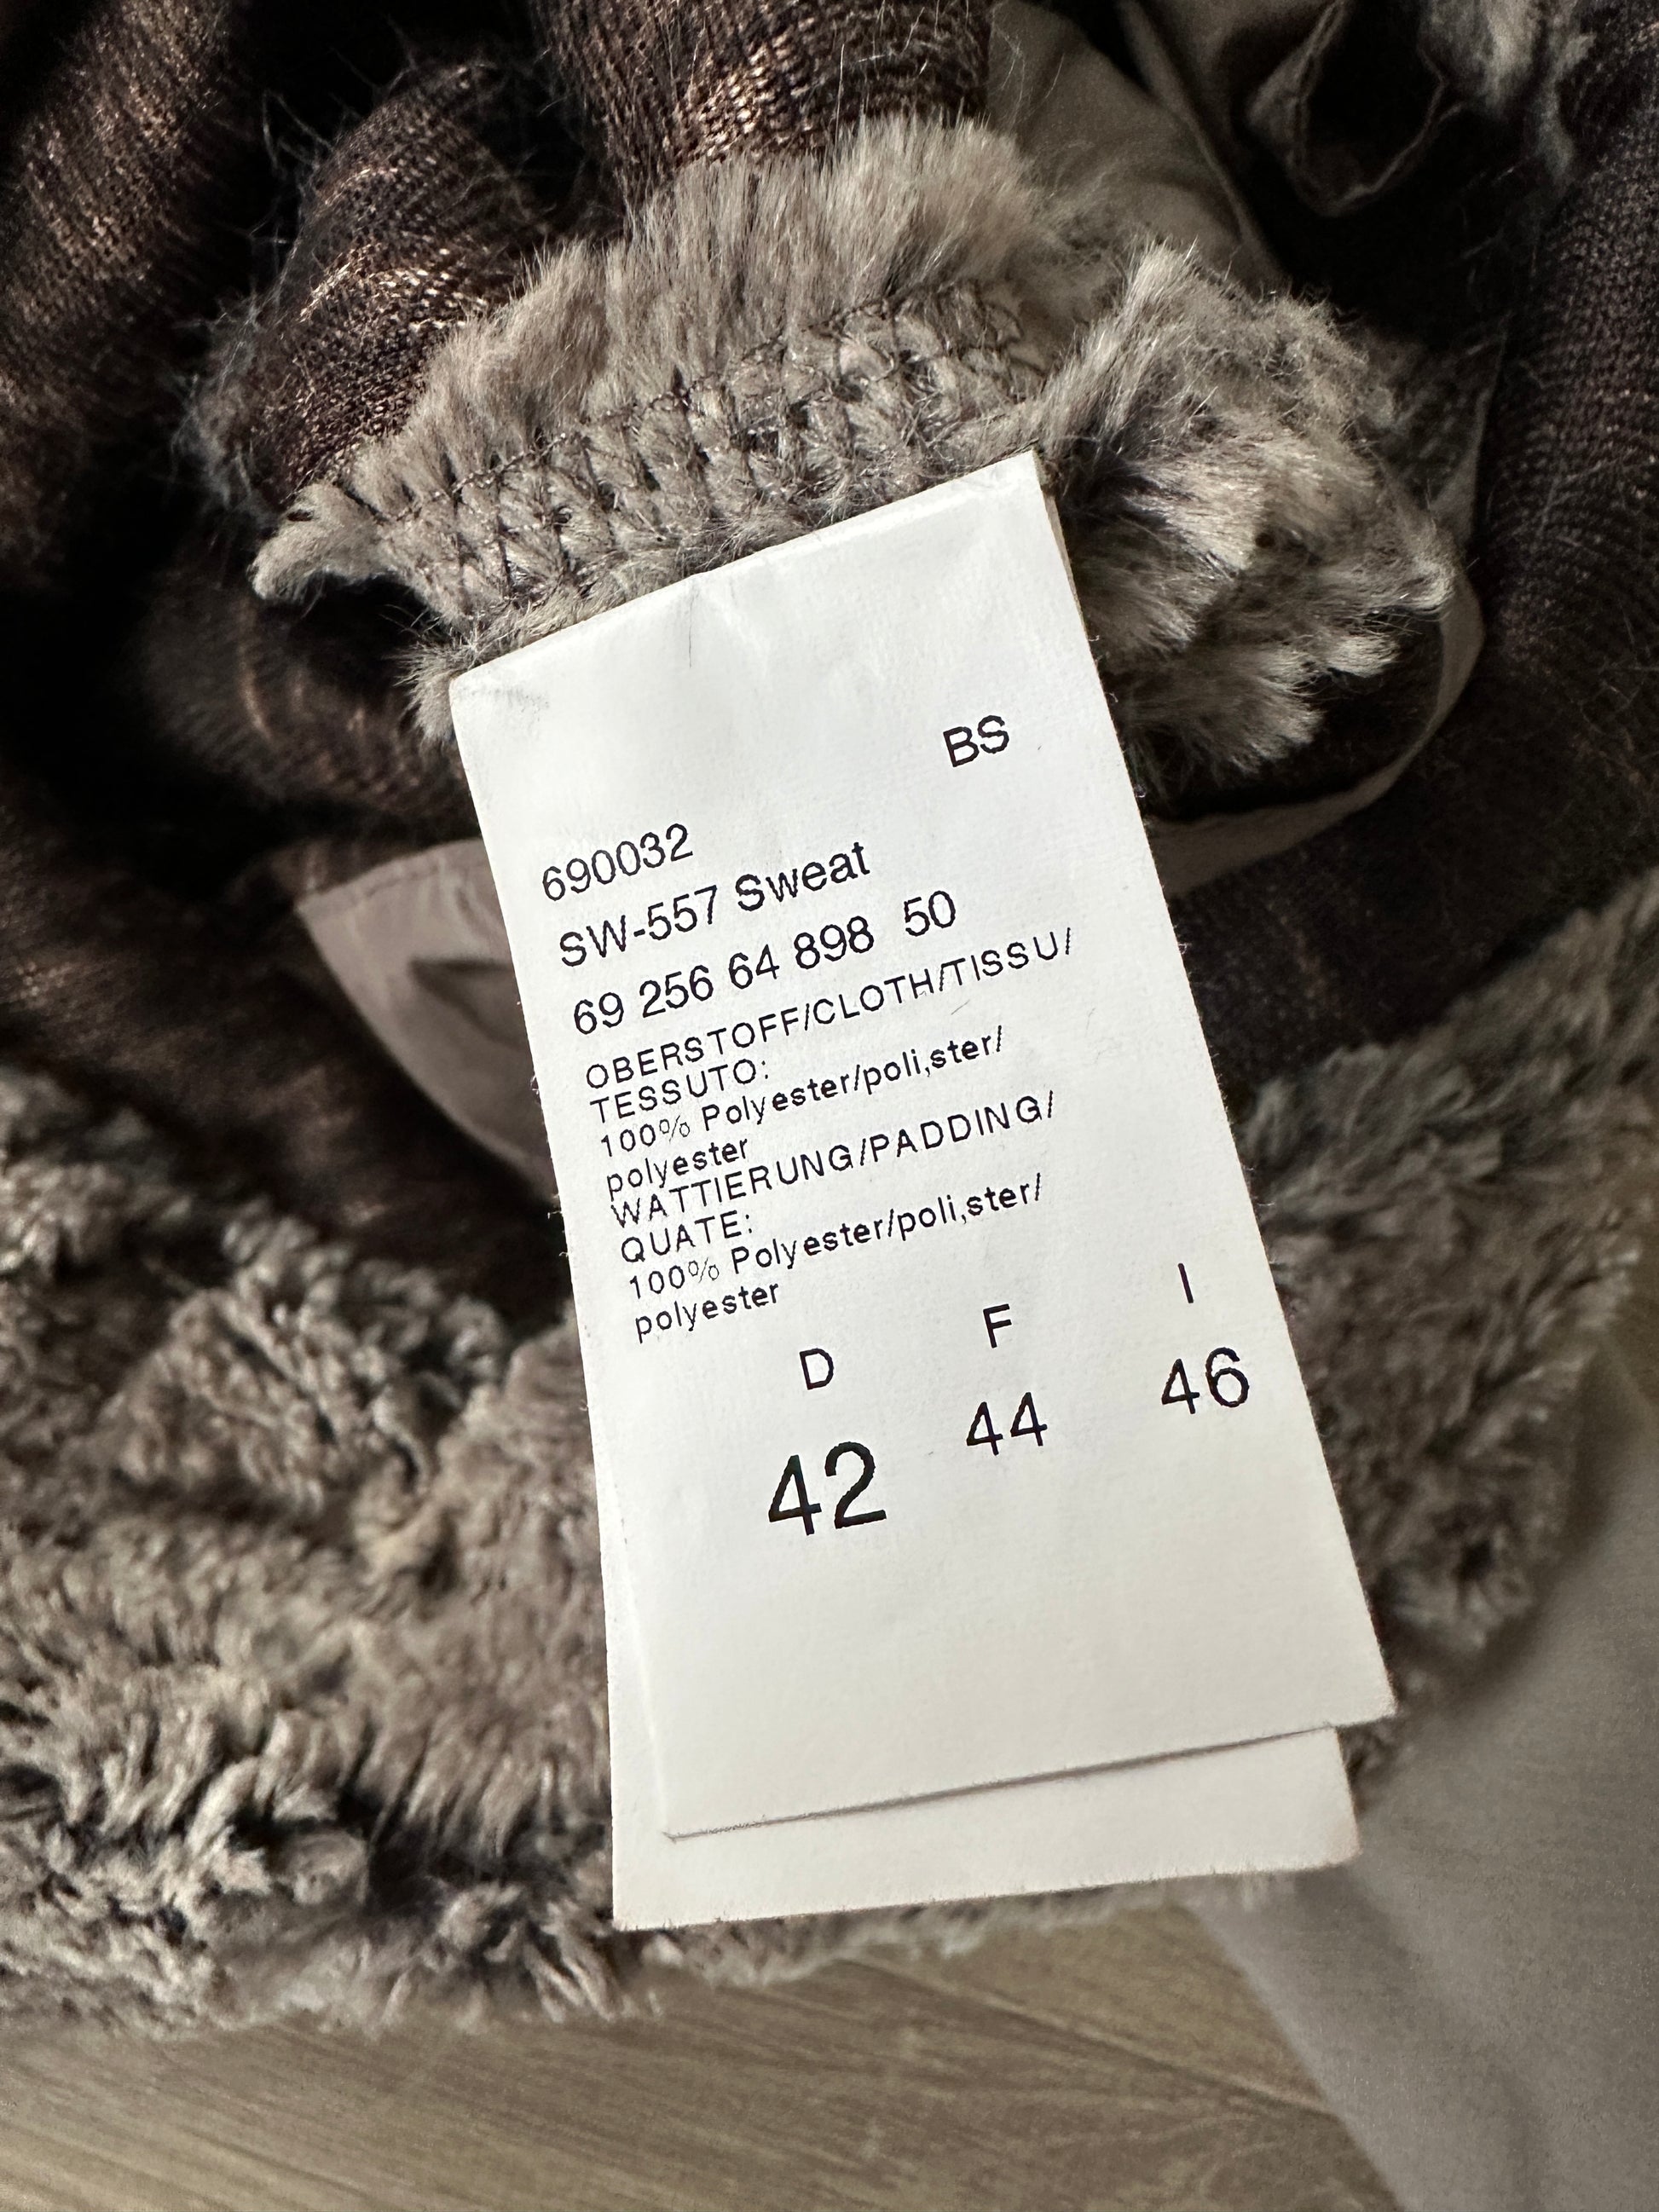 BS
690032
SW-557 Sweat
69 256 64 898 50
OBERSTOFF/CLOTH/TISSU/
TESSUTO:
100% Polyester/poli,ster/
polyester
WATTIERUNG/PADDING/
QUATE:
100% Polyester/poli,ster/
polyester
D F I
42 44 46